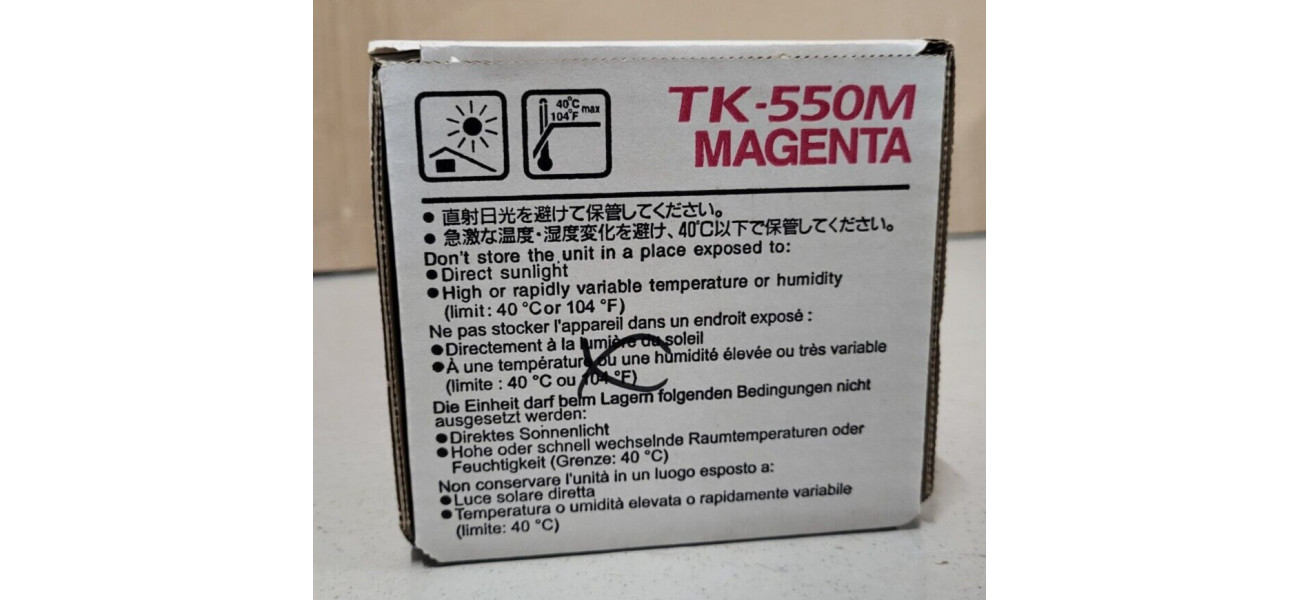 40°C max
104°F
TK-550M
MAGENTA
● 直射日光を避けて保管してください。
● 急激な温度・湿度変化を避け、40℃以下で保管してください。
Don't store the unit in a place exposed to:
●Direct sunlight
●High or rapidly variable temperature or humidity
(limit: 40 °Cor 104 °F)
Ne pas stocker l'appareil dans un endroit exposé :
●Directement à la lumière du soleil
●À une température ou une humidité élevée ou très variable
(limite : 40 °C ou 104 °F)
Die Einheit darf beim Lagern folgenden Bedingungen nicht
ausgesetzt werden:
●Direktes Sonnenlicht
●Hohe oder schnell wechselnde Raumtemperaturen oder
Feuchtigkeit (Grenze: 40 °C)
Non conservare l'unità in un luogo esposto a:
●Luce solare diretta
●Temperatura o umidità elevata o rapidamente variabile
(limite: 40 °C)